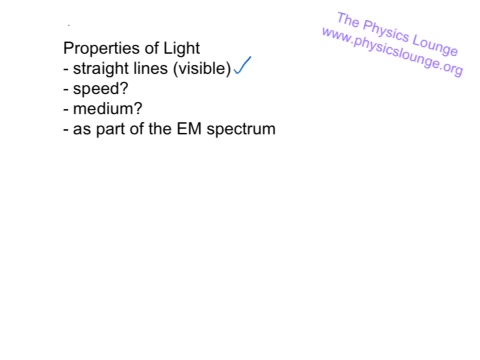 The Physics Lounge
www.physicslounge.org
Properties of Light
- straight lines (visible)
- speed?
- medium?
- as part of the EM spectrum